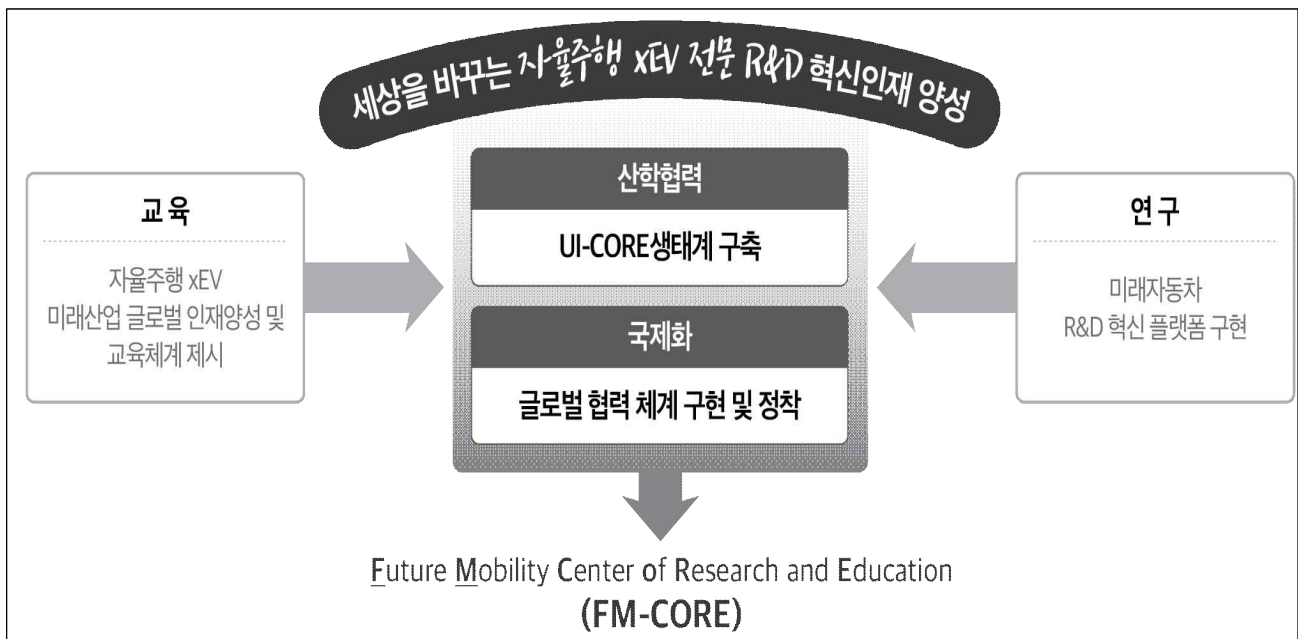 세상을 바꾸는 자율주행 xEV 전문 R&D 혁신인재 양성
교육
자율주행 xEV
미래산업 글로벌 인재양성 및
교육체계 제시
산학협력
UI-CORE생태계 구축
국제화
글로벌 협력 체계 구현 및 정착
연구
미래자동차
R&D 혁신 플랫폼 구현
Future Mobility Center of Research and Education
(FM-CORE)